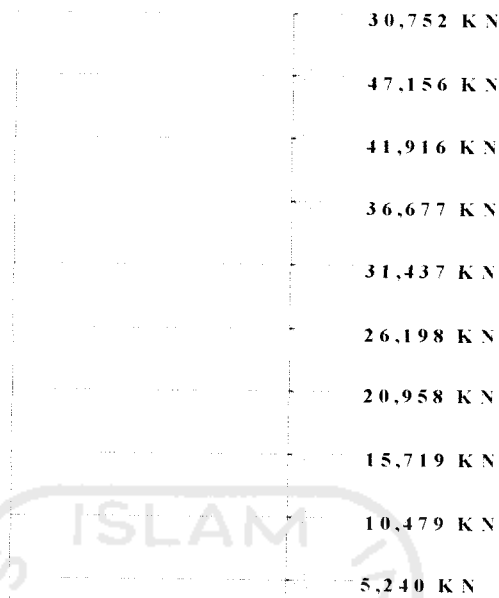 30,752 KN
47,156 KN
41,916 KN
36,677 KN
31,437 KN
26,198 KN
20,958 KN
15,719 KN
ISLAM
10,479 KN
5,240 KN